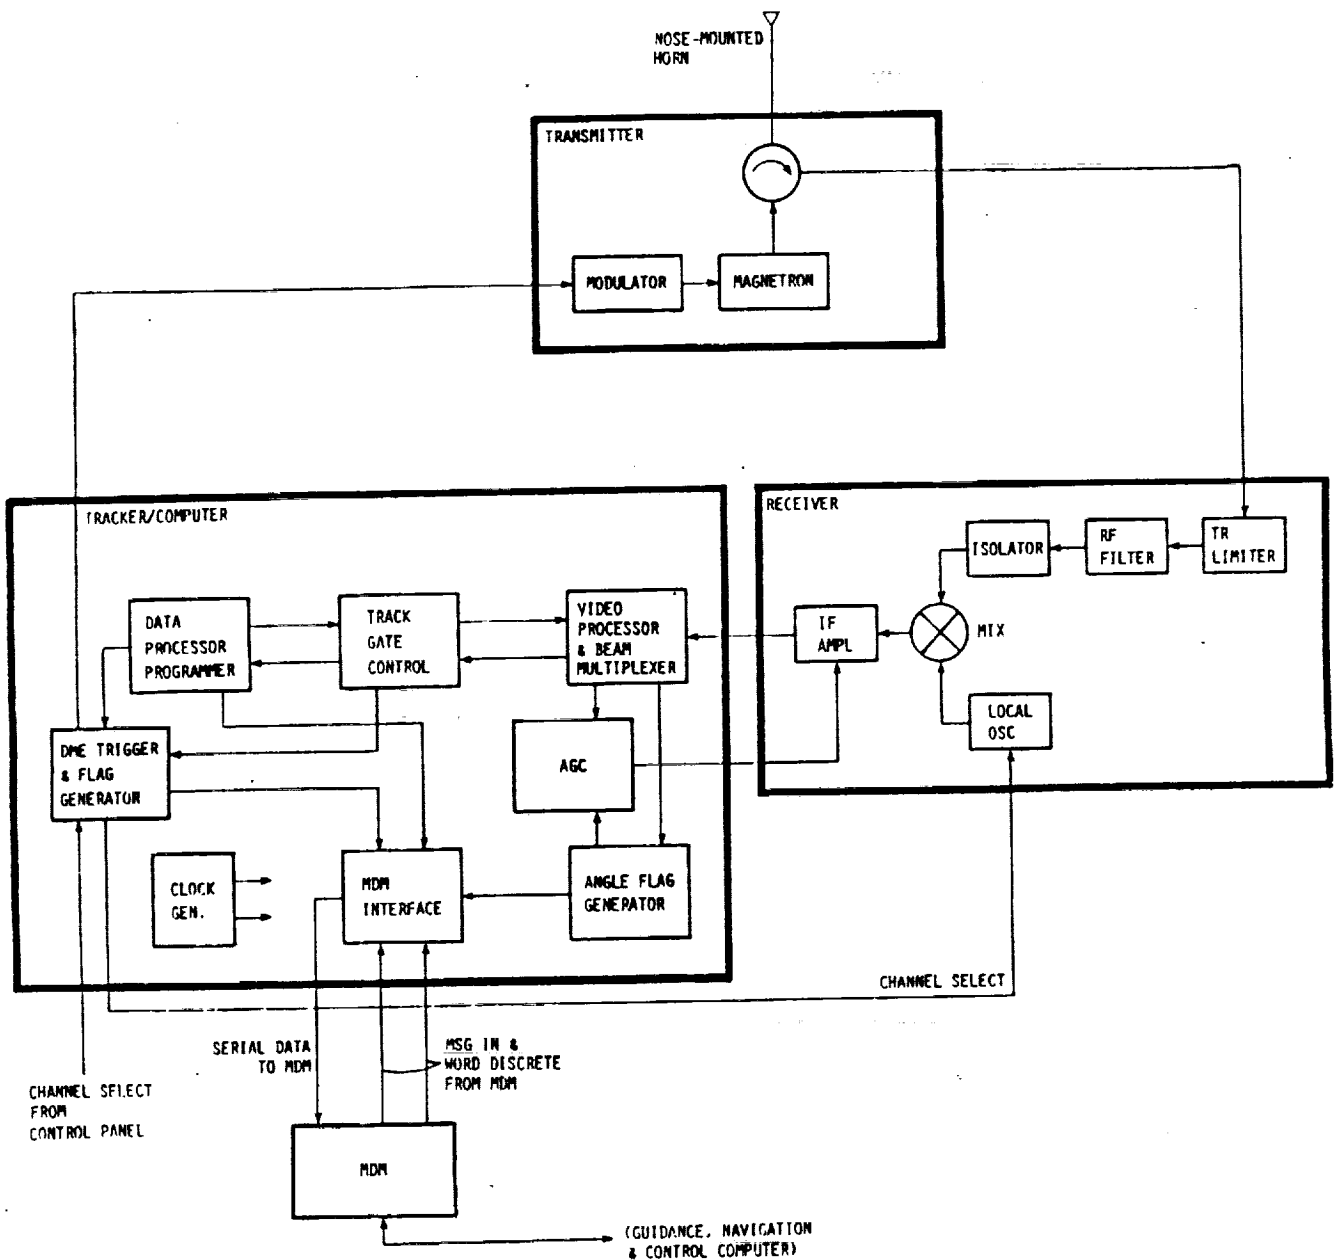 NOSE-MOUNTED
HORN
TRANSMITTER
MODULATOR
MAGNETRON
TRACKER/COMPUTER
RECEIVER
ISOLATOR
RF
FILTER
TR
LIMITER
DATA
PROCESSOR
PROGRAMMER
TRACK
GATE
CONTROL
VIDEO
PROCESSOR
& BEAM
MULTIPLEXER
IF
AMPL
MIX
LOCAL
OSC
DME TRIGGER
& FLAG
GENERATOR
AGC
CLOCK
GEN.
MDM
INTERFACE
ANGLE FLAG
GENERATOR
CHANNEL SELECT
SERIAL DATA
TO MDM
MSG IN &
WORD DISCRETE
FROM MDM
CHANNEL SELECT
FROM
CONTROL PANEL
MDM
(GUIDANCE, NAVIGATION
& CONTROL COMPUTER)